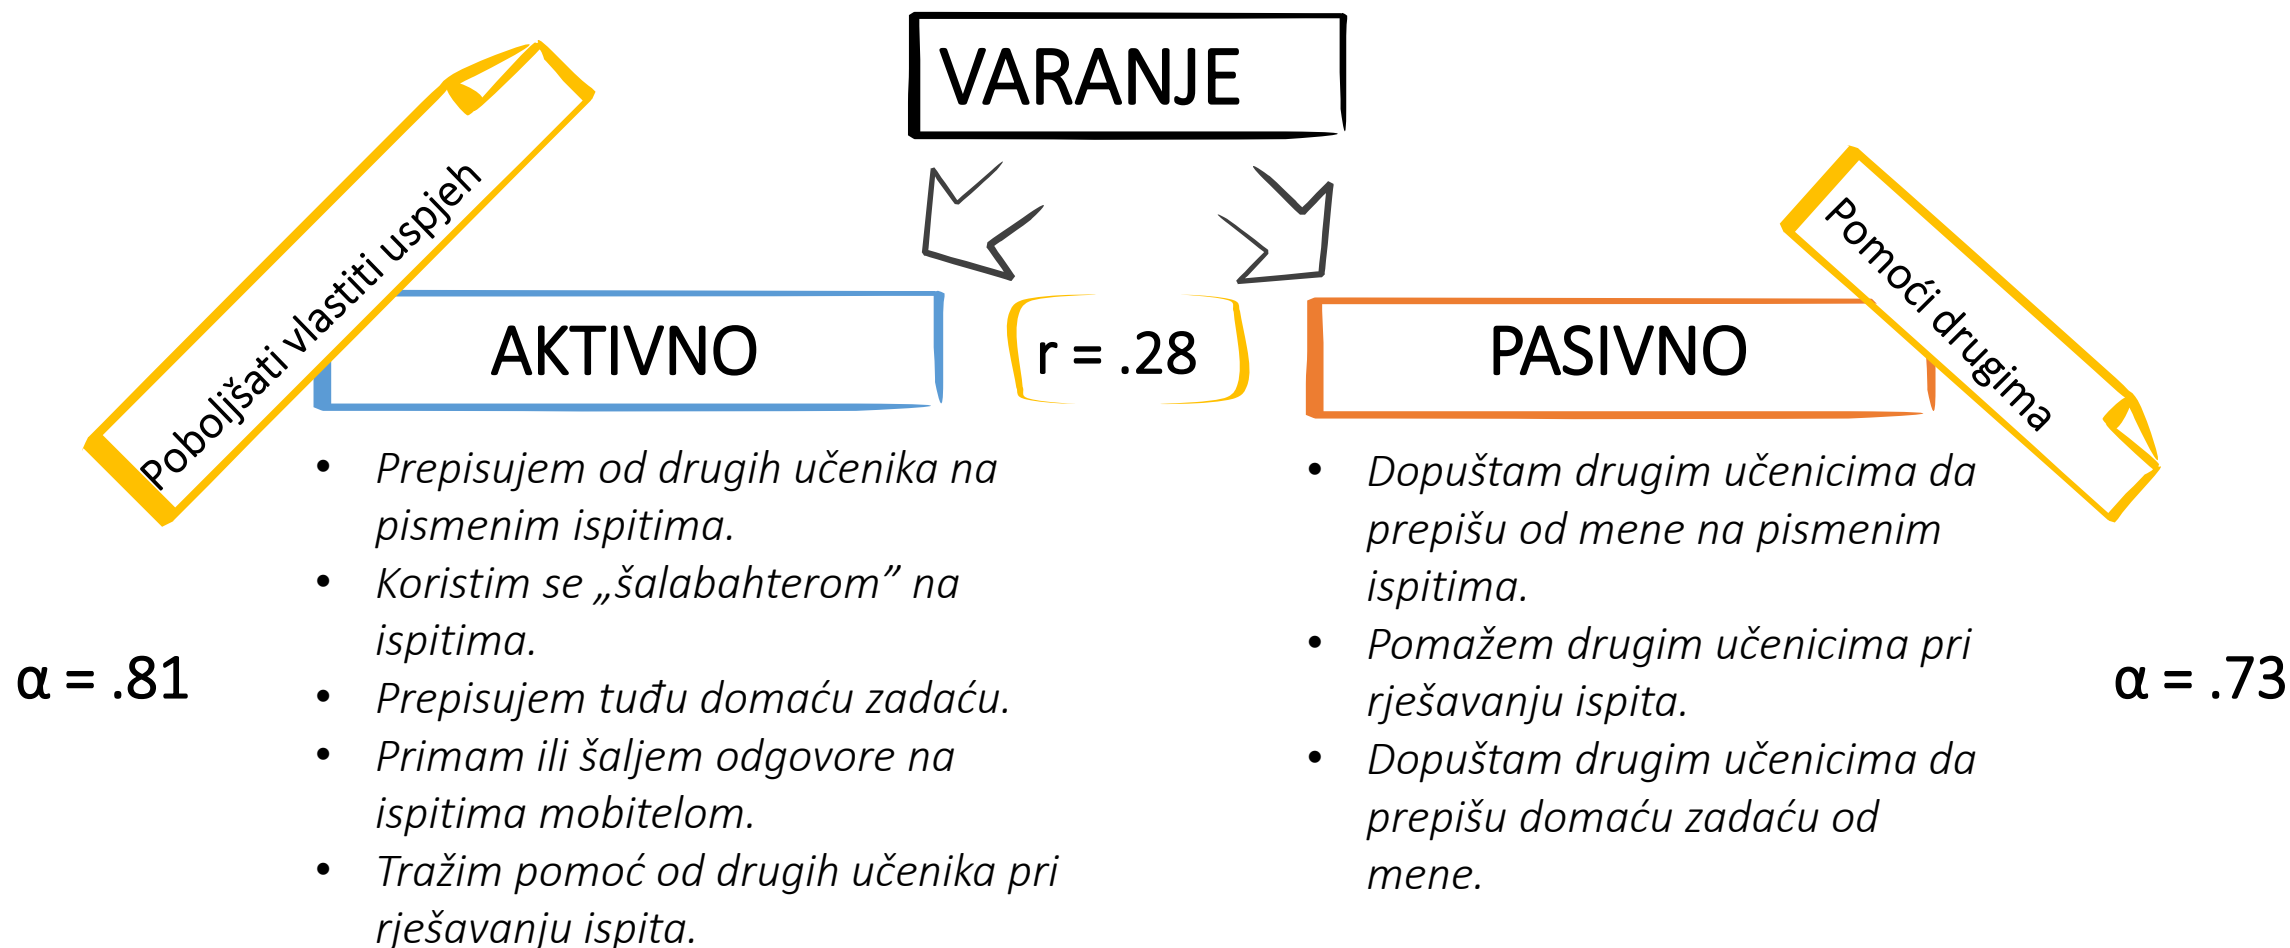 VARANJE
Poboljšati vlastiti uspjeh
AKTIVNO
r = .28
PASIVNO
Pomoći drugima
• Prepisujem od drugih učenika na
pismenim ispitima.
• Koristim se „šalabahterom” na
ispitima.
• Prepisujem tuđu domaću zadaću.
• Primam ili šaljem odgovore na
ispitima mobitelom.
• Tražim pomoć od drugih učenika pri
rješavanju ispita.
α = .81
• Dopuštam drugim učenicima da
prepišu od mene na pismenim
ispitima.
• Pomažem drugim učenicima pri
rješavanju ispita.
• Dopuštam drugim učenicima da
prepišu domaću zadaću od
mene.
α = .73